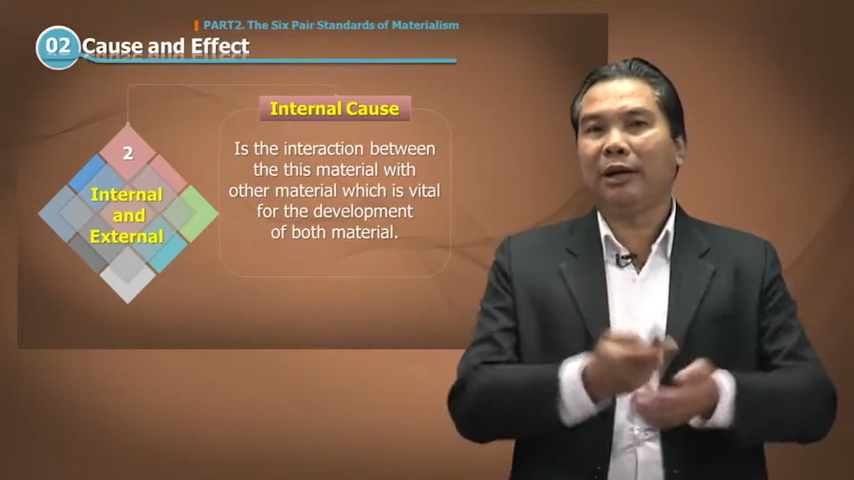 PART2. The Six Pair Standards of Materialism
02 Cause and Effect
2
Internal
and
External
Internal Cause
Is the interaction between
the this material with
other material which is vital
for the development
of both material.